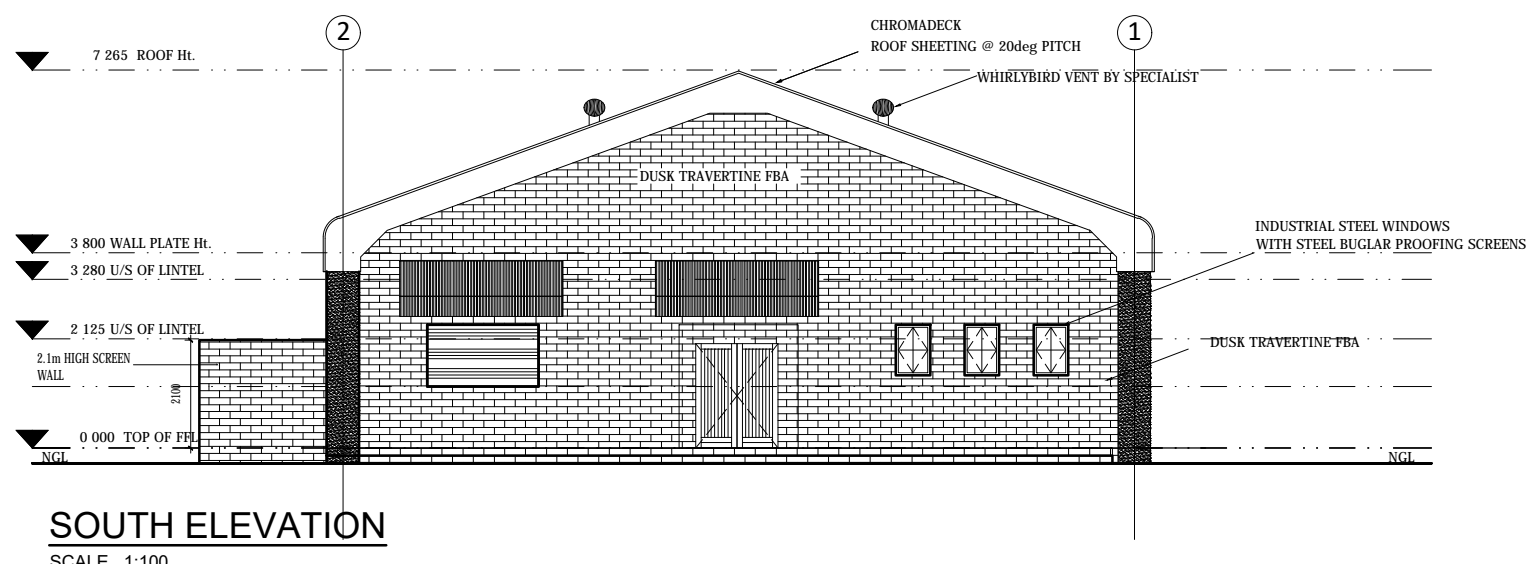 2
1
CHROMADECK
ROOF SHEETING @ 20deg PITCH
7 265 ROOF Ht.
WHIRLYBIRD VENT BY SPECIALIST
DUSK TRAVERTINE FBA
INDUSTRIAL STEEL WINDOWS
WITH STEEL BUGLAR PROOFING SCREENS
3 800 WALL PLATE Ht.
3 280 U/S OF LINTEL
2 125 U/S OF LINTEL
DUSK TRAVERTINE FBA
2.1m HIGH SCREEN
WALL
2100
0 000 TOP OF FFL
NGL
NGL
SOUTH ELEVATION
SCALE 1:100